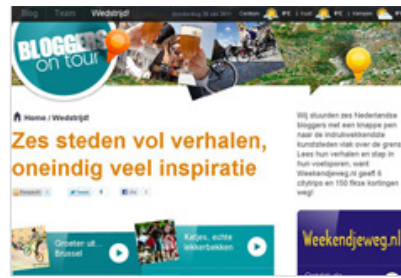 Blog Team Wedstrijd!
BLOGGERS
on tour
Home / Wedstrijd!
Zes steden vol verhalen,
oneindig veel inspiratie
Wij stuurden zes Nederlandse
bloggers met een knappe pen
naar de indrukwekkendste
kunststeden vlak over de grens.
Lees hun verhalen en stap in
hun voetsporen, want
Weekendjeweg.nl geeft 6
citytrips en 150 fikse kortingen
weg!
Groeten uit...
Brussel
Katjes, echte
lekkerbekken
Weekendjeweg.nl